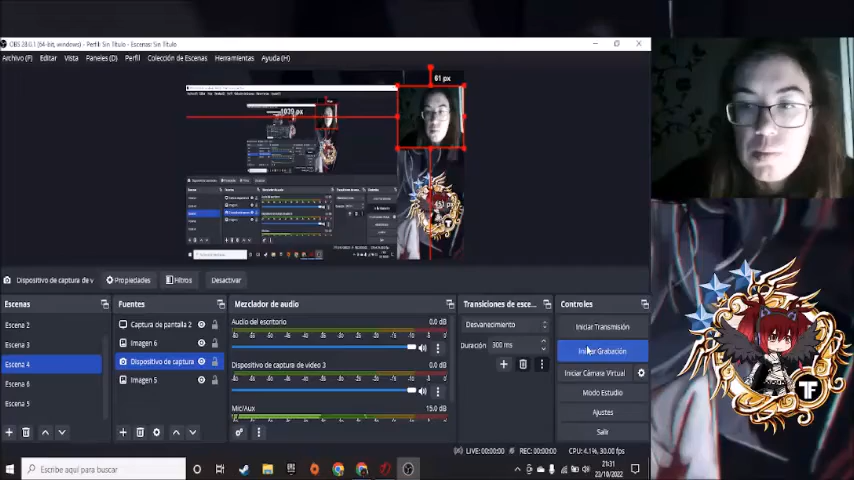 OBS 28.0.1 (64-bit, windows) - Perfil: Sin Título - Escenas: Sin Título
Archivo (F) Editar Vista Paneles (D) Perfil Colección de Escenas Herramientas Ayuda (H)
61 px
1029 px
Dispositivo de captura de v Propiedades Filtros Desactivar
Escenas Fuentes Mezclador de audio Transiciones de esce... Controles
Escena 2
Escena 3
Escena 4
Escena 6
Escena 5
Captura de pantalla 2
Imagen 6
Dispositivo de captura
Imagen 5
Audio del escritorio 0.0 dB
Dispositivo de captura de video 3 0.0 dB
Mic/Aux 15.0 dB
Desvanecimiento
Duración 300 ms
Iniciar Transmisión
Iniciar Grabación
Iniciar Cámara Virtual
Modo Estudio
Ajustes
Salir
LIVE: 00:00:00 REC: 00:00:00 CPU: 4.1%, 30.00 fps
Escribe aquí para buscar
21:31
23/10/2022
TF